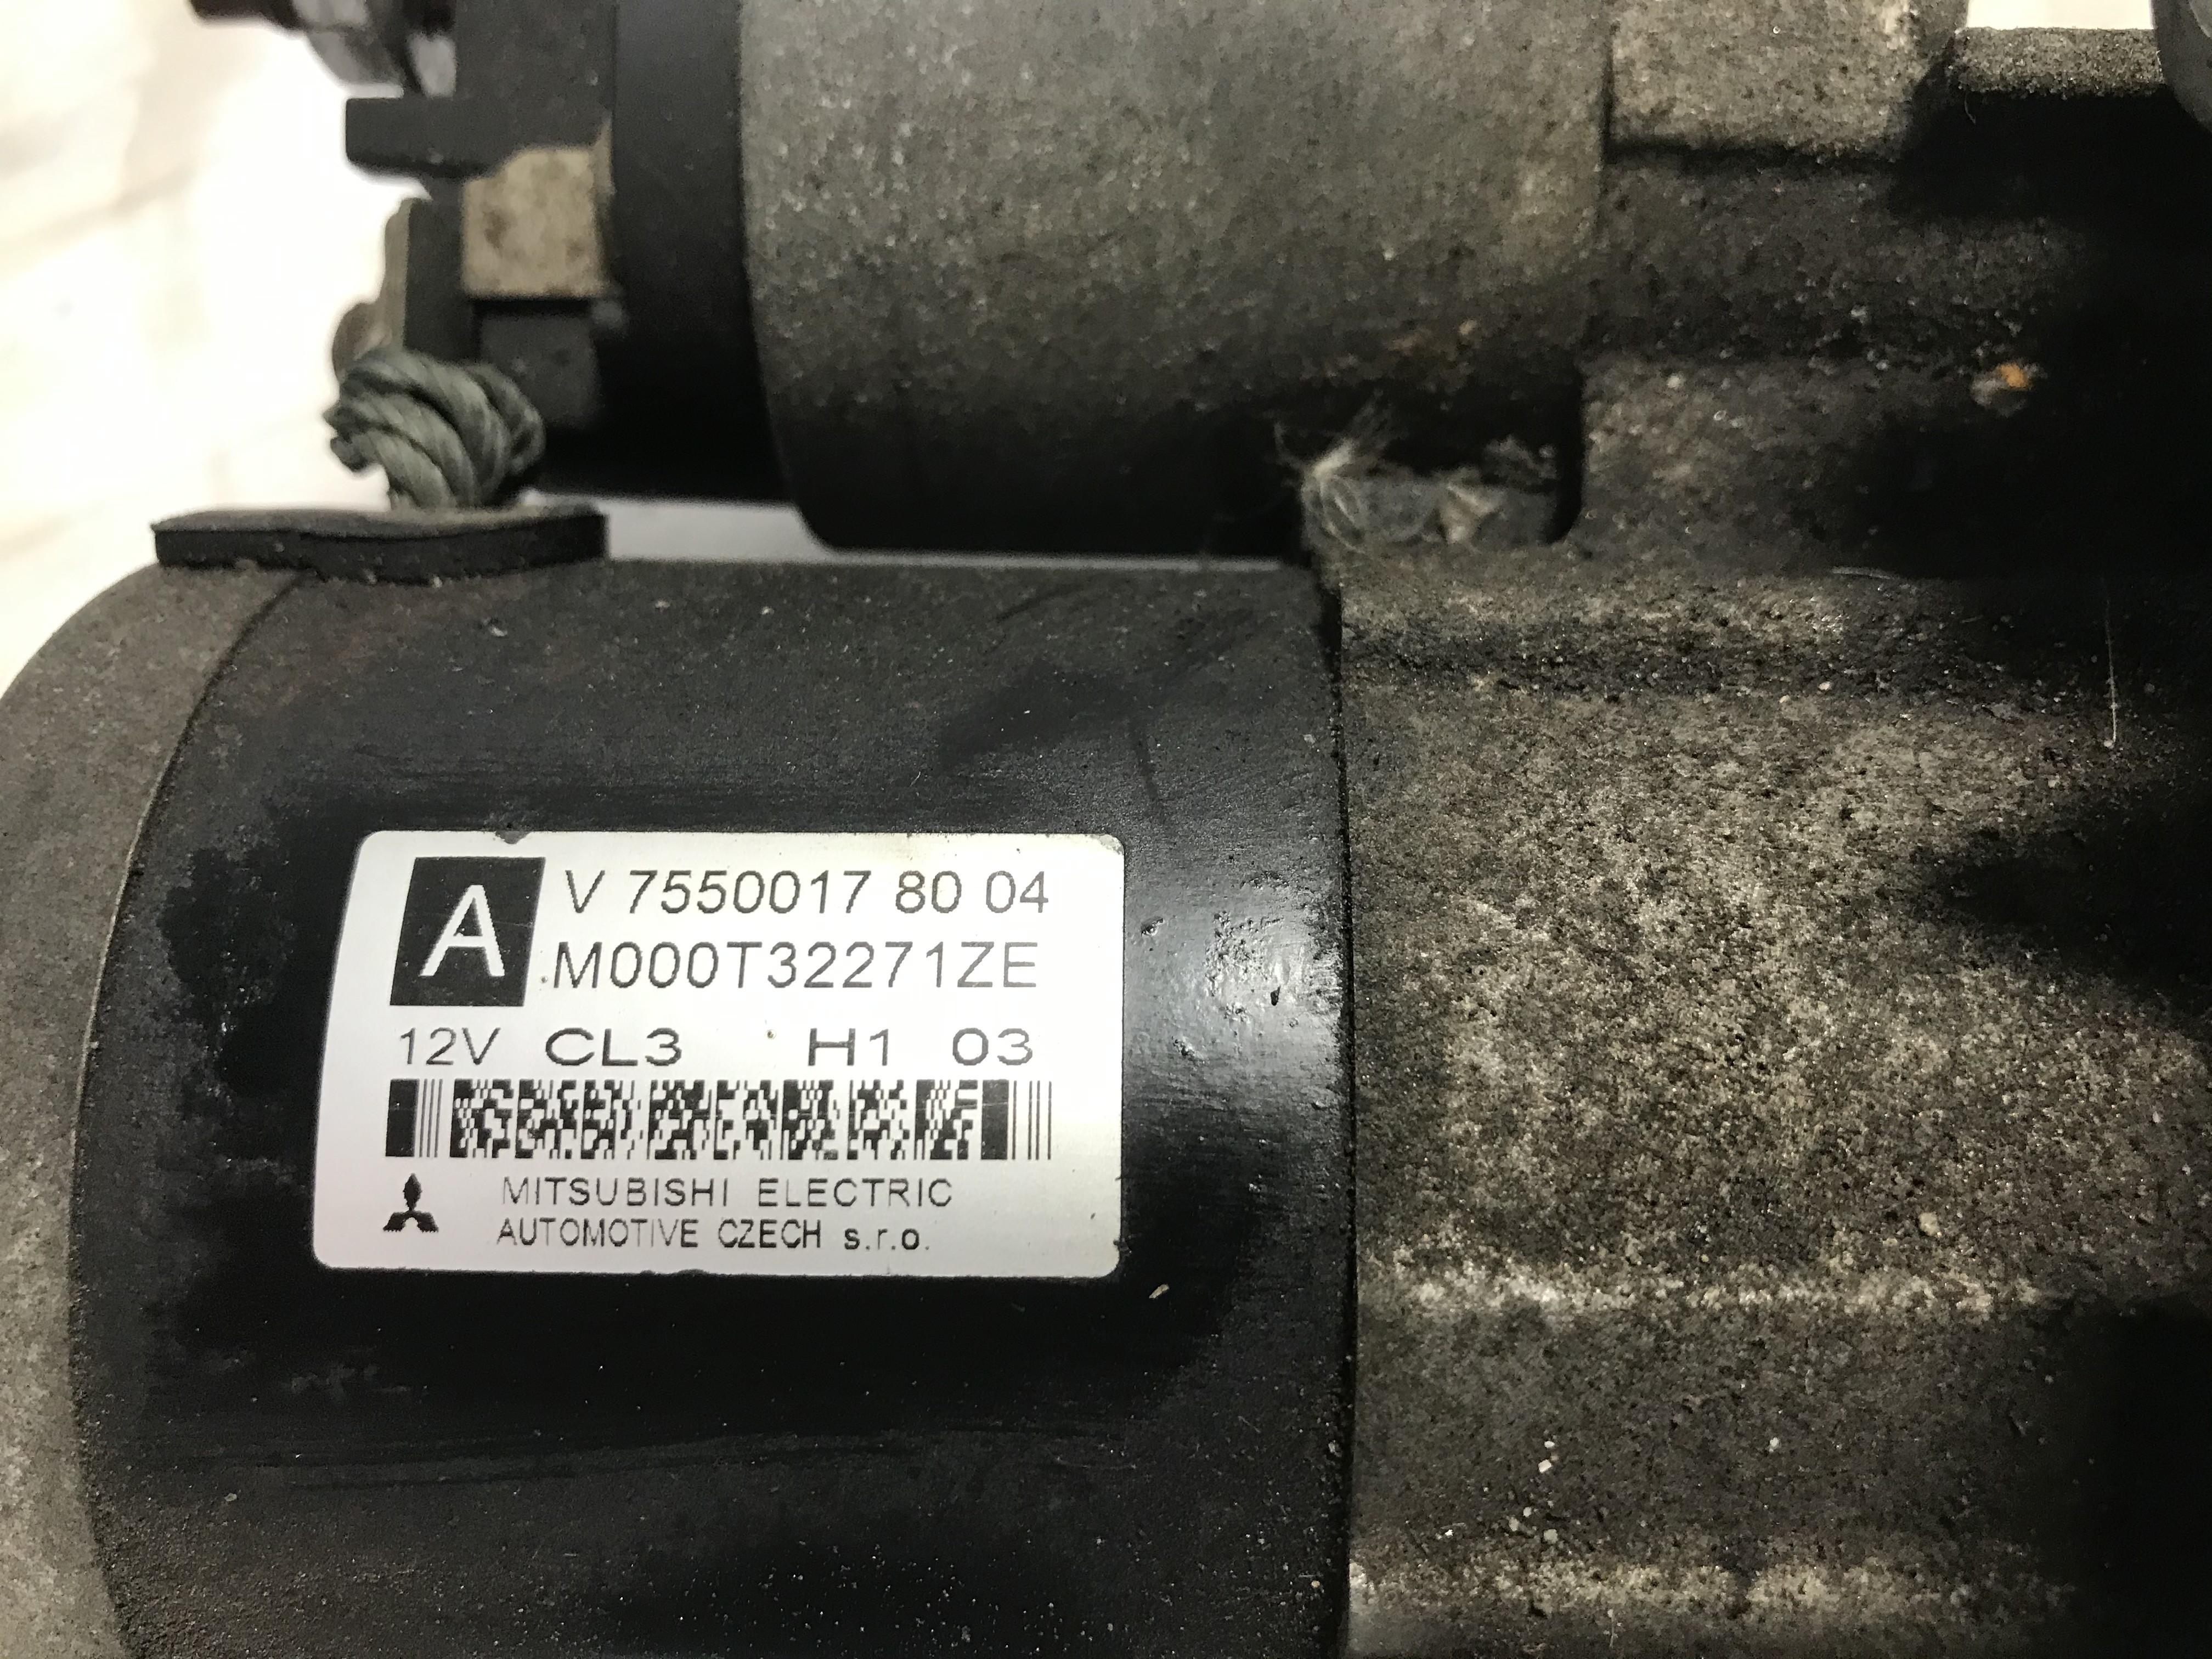 A
V 7550017 80 04
M000T32271ZE
12V CL3 H1 03
MITSUBISHI ELECTRIC
AUTOMOTIVE CZECH s.r.o.